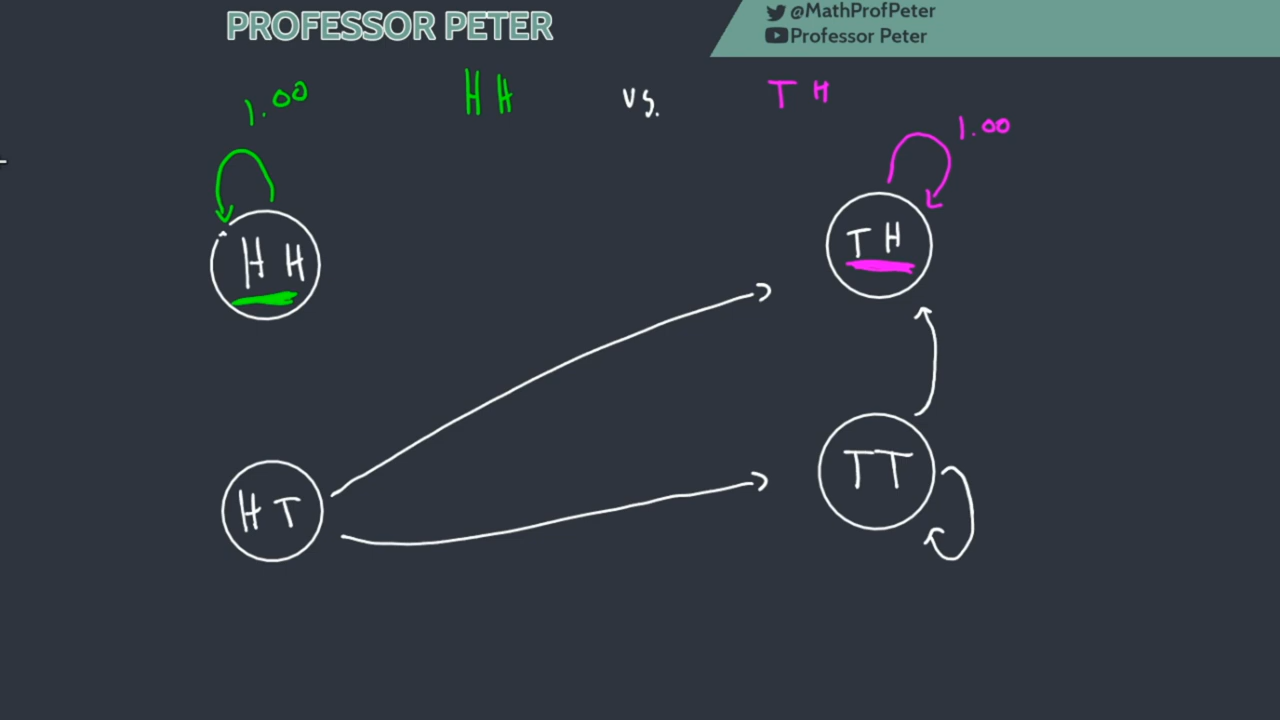 PROFESSOR PETER
@MathProfPeter
Professor Peter
1.00 HH vs. TH
1.00
HH
TH
HT
TT